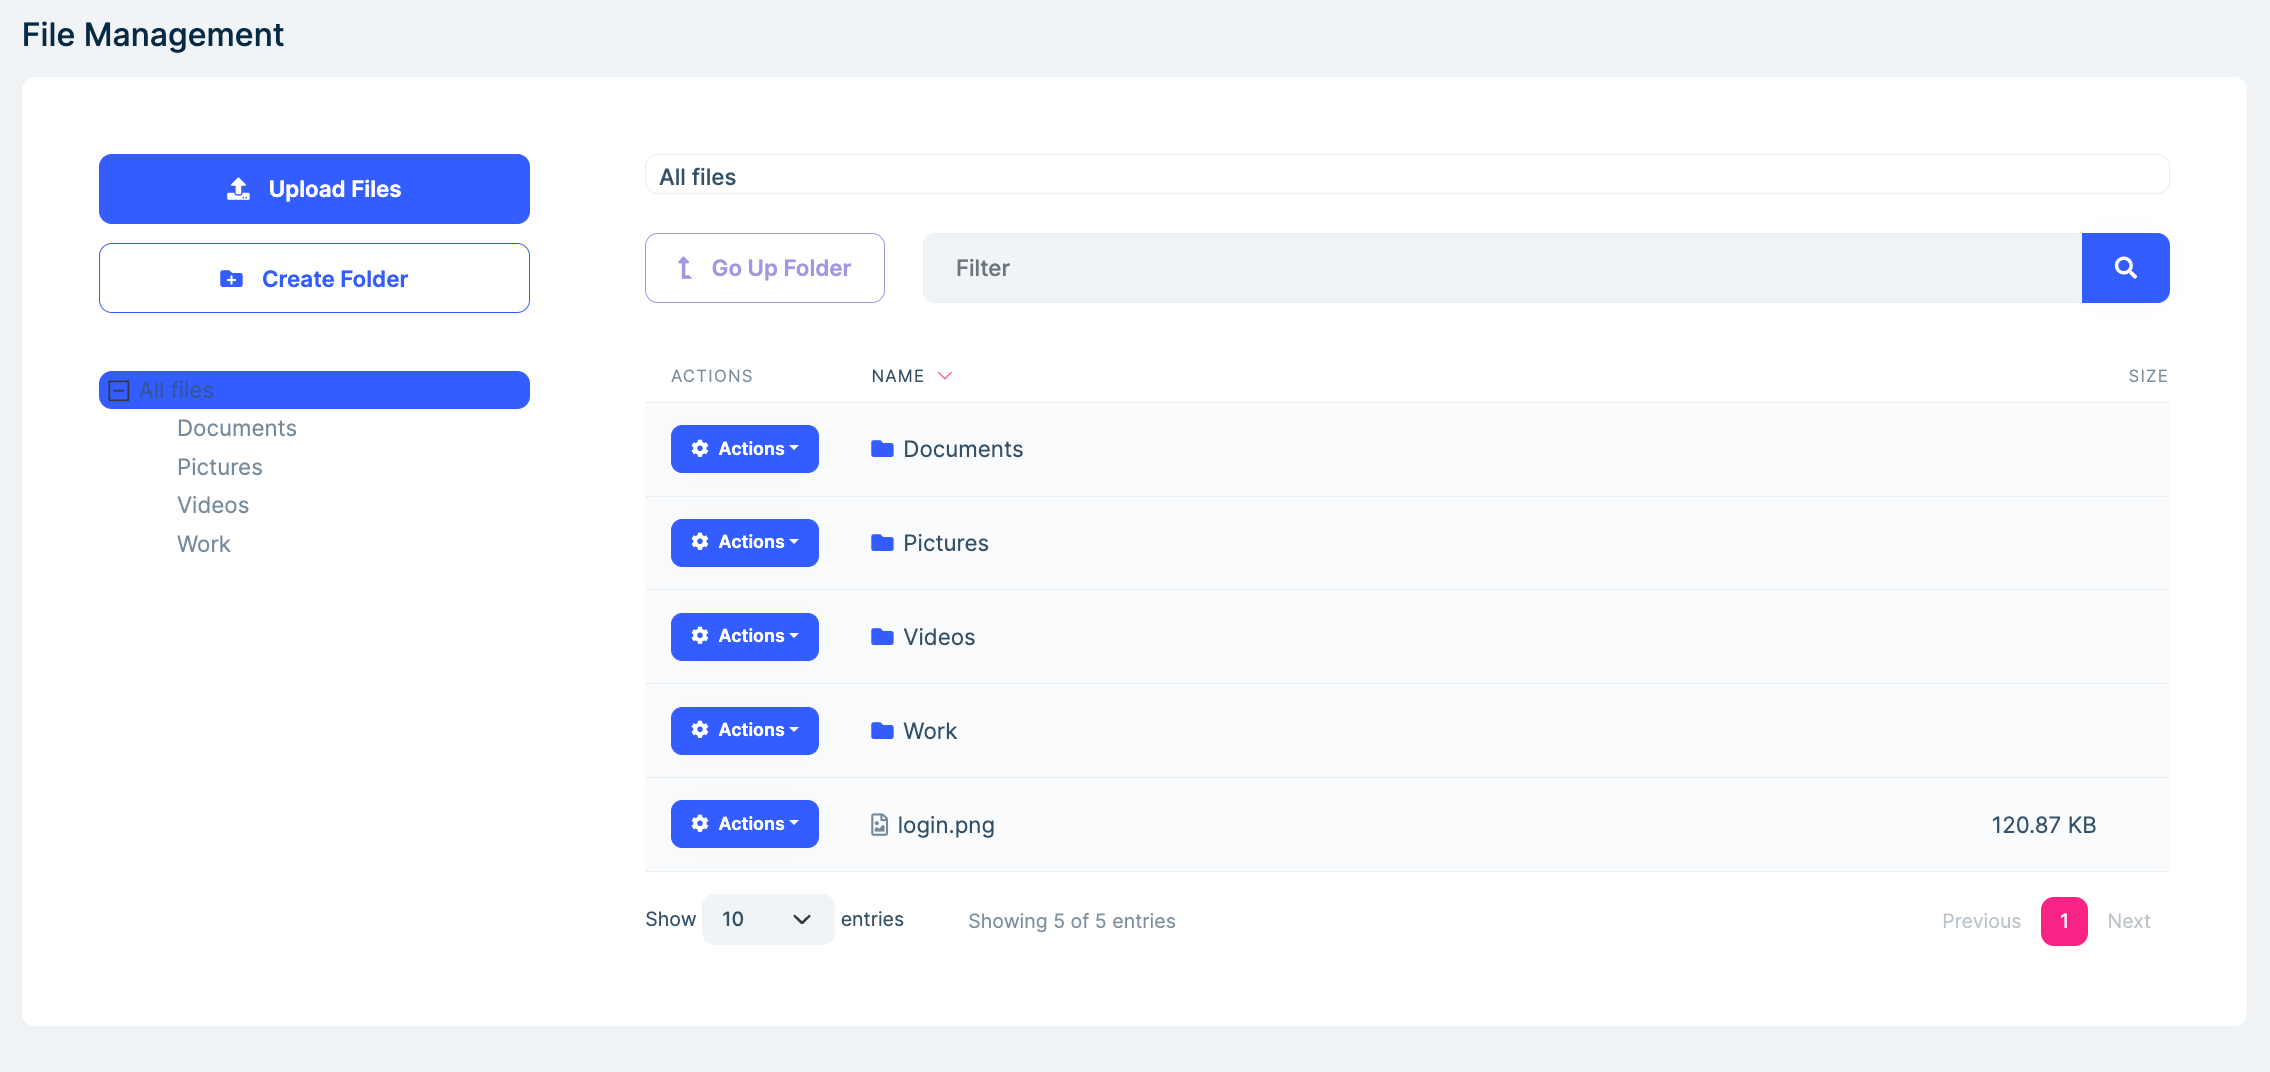 File Management
Upload Files
Create Folder
All files
Documents
Pictures
Videos
Work
All files
Go Up Folder
Filter
ACTIONS NAME SIZE
Actions Documents
Actions Pictures
Actions Videos
Actions Work
Actions login.png 120.87 KB
Show 10 entries Showing 5 of 5 entries Previous 1 Next